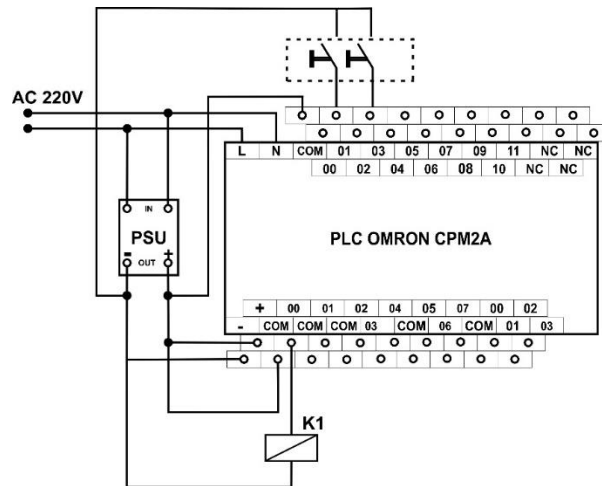 AC 220V
L N COM 01 03 05 07 09 11 NC NC
00 02 04 06 08 10 NC NC
IN
PSU
- OUT +
PLC OMRON CPM2A
+ 00 01 02 04 05 07 00 02
- COM COM COM 03 COM 06 COM 01 03
K1